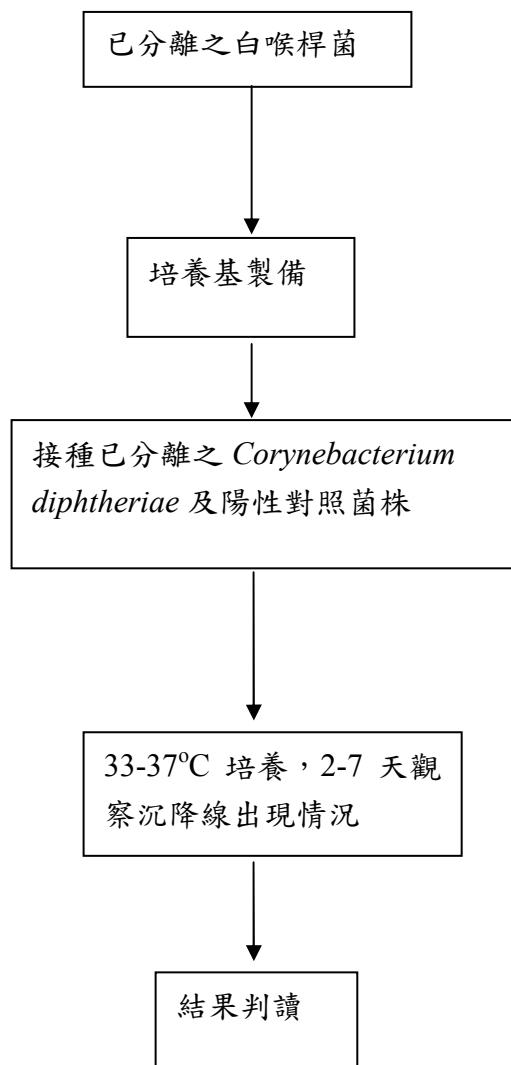 已分離之白喉桿菌
培養基製備
接種已分離之 Corynebacterium
diphtheriae 及陽性對照菌株
33-37°C 培養，2-7 天觀
察沉降線出現情況
結果判讀